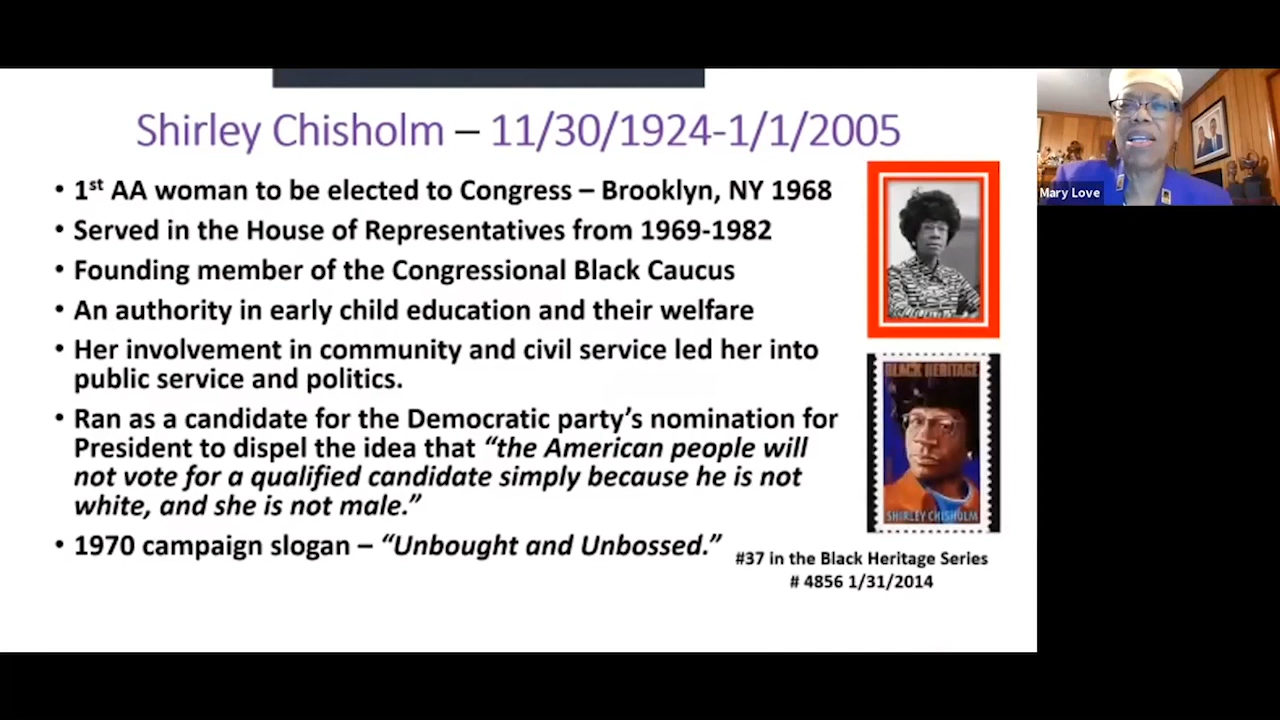 Shirley Chisholm – 11/30/1924-1/1/2005
• 1st AA woman to be elected to Congress – Brooklyn, NY 1968
• Served in the House of Representatives from 1969-1982
• Founding member of the Congressional Black Caucus
• An authority in early child education and their welfare
• Her involvement in community and civil service led her into
public service and politics.
• Ran as a candidate for the Democratic party’s nomination for
President to dispel the idea that “the American people will
not vote for a qualified candidate simply because he is not
white, and she is not male.”
• 1970 campaign slogan – “Unbought and Unbossed.”
BLACK HERITAGE
SHIRLEY CHISHOLM
#37 in the Black Heritage Series
# 4856 1/31/2014
Mary Love